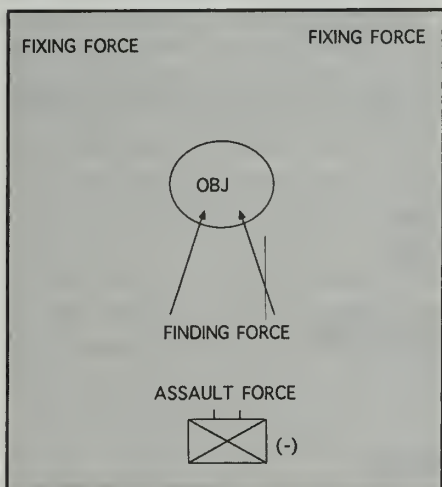 FIXING FORCE
FIXING FORCE
OBJ
FINDING FORCE
ASSAULT FORCE
(-)